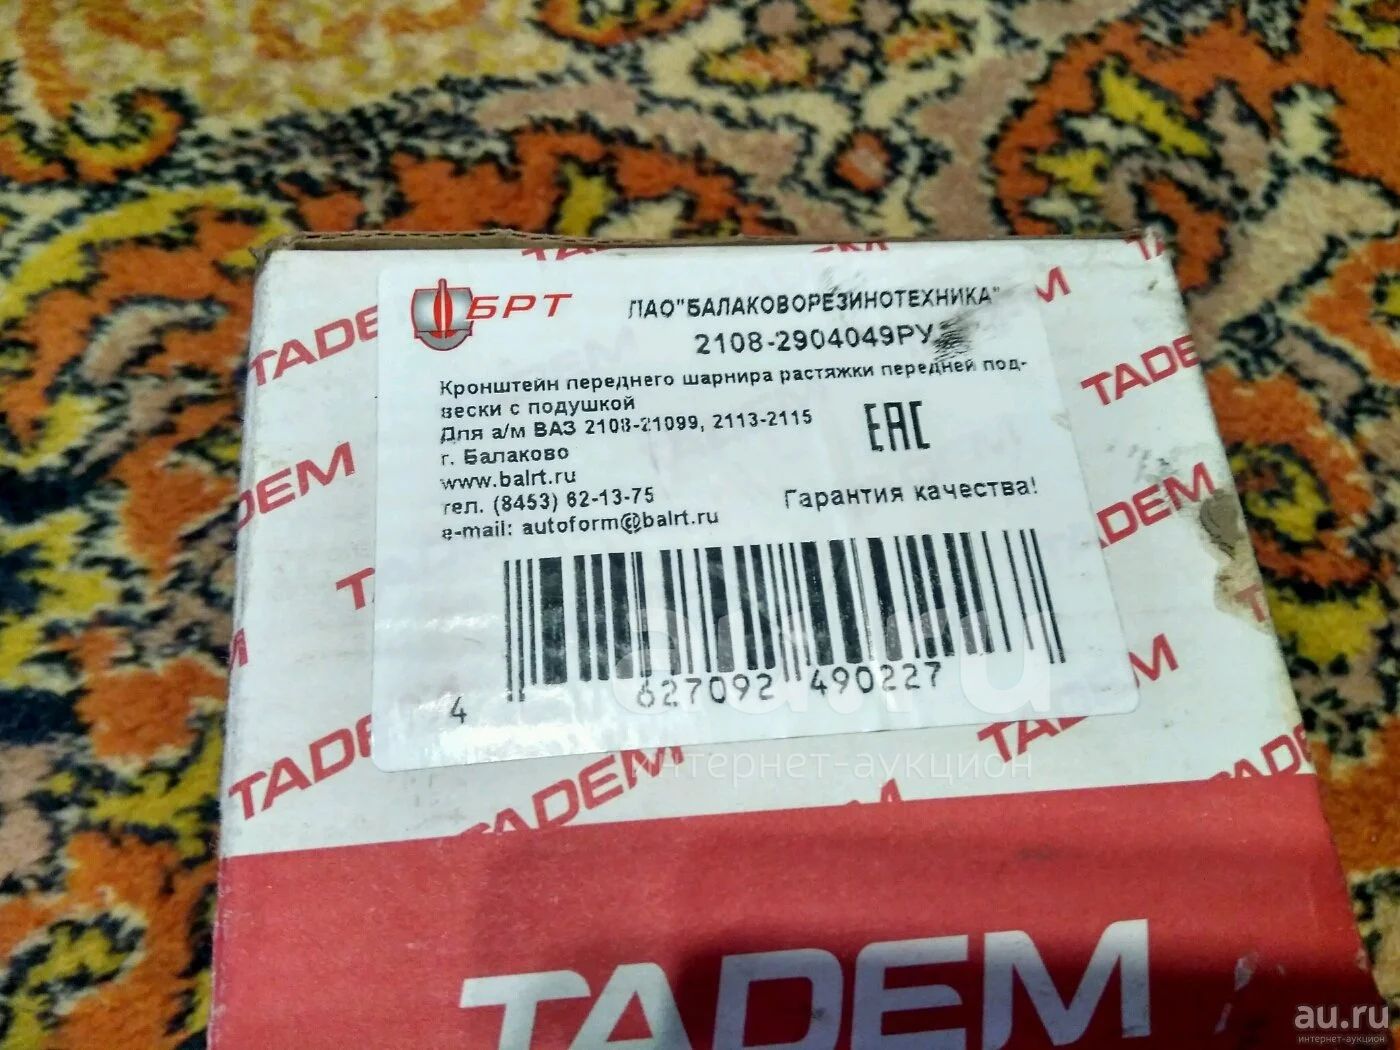 БРТ
ПАО"БАЛАКОВОРЕЗИНОТЕХНИКА"
2108-2904049РУ
Кронштейн переднего шарнира растяжки передней под-
вески с подушкой
Для а/м ВАЗ 2108-21099, 2113-2115
EAC
г. Балаково
www.balrt.ru
тел. (8453) 62-13-75
Гарантия качества!
e-mail: autoform@balrt.ru
4 627092 490227
TADEM
TADEM
TADEM
TADEM
au.ru
интернет-аукцион
TADEM
au.ru
интернет-аукцион